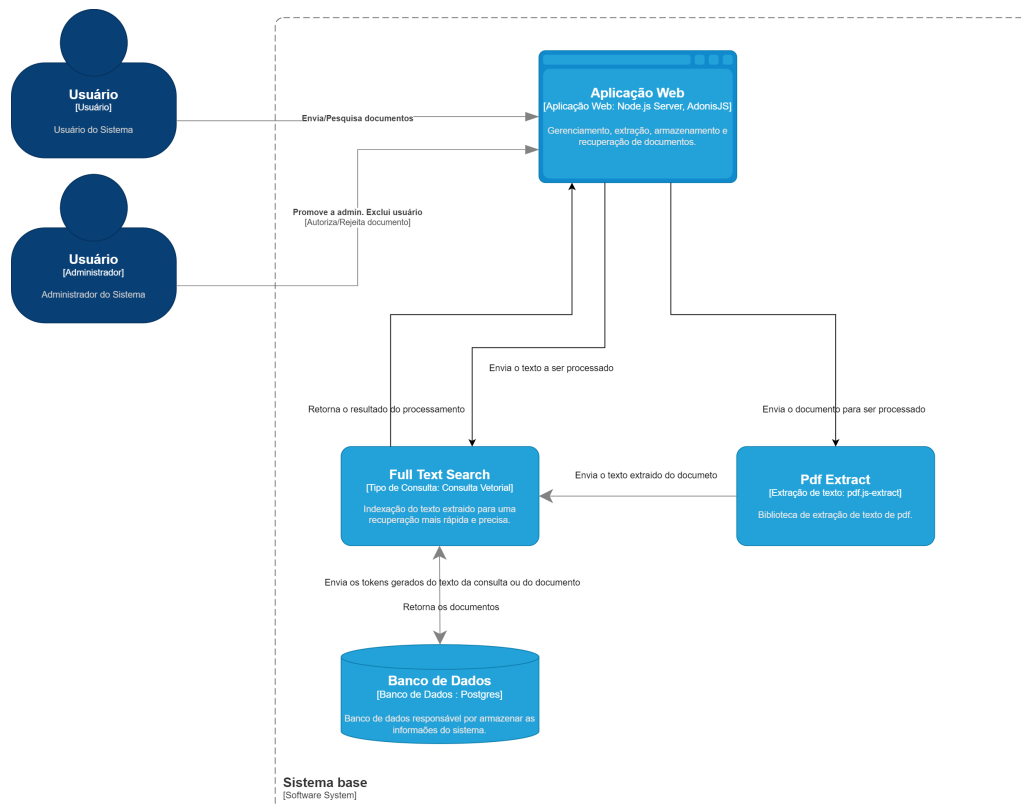 Usuário
[Usuário]
Usuário do Sistema
Envia/Pesquisa documentos
Aplicação Web
[Aplicação Web: Node.js Server, AdonisJS]
Gerenciamento, extração, armazenamento e
recuperação de documentos.
Usuário
[Administrador]
Administrador do Sistema
Promove a admin. Exclui usuário
[Autoriza/Rejeita documento]
Envia o texto a ser processado
Retorna o resultado do processamento
Envia o documento para ser processado
Full Text Search
[Tipo de Consulta: Consulta Vetorial]
Indexação do texto extraido para uma
recuperação mais rápida e precisa.
Envia o texto extraido do documeto
Pdf Extract
[Extração de texto: pdf.js-extract]
Biblioteca de extração de texto de pdf.
Envia os tokens gerados do texto da consulta ou do documento
Retorna os documentos
Banco de Dados
[Banco de Dados : Postgres]
Banco de dados responsável por armazenar as
informaões do sistema.
Sistema base
[Software System]